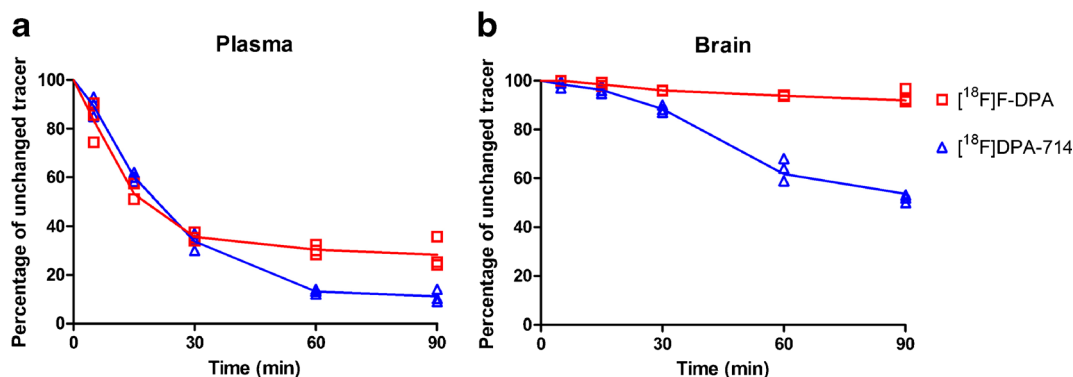 a
Plasma
Percentage of unchanged tracer
100
80
60
40
20
0
0 30 60 90
Time (min)
b
Brain
Percentage of unchanged tracer
100
80
60
40
20
0
0 30 60 90
Time (min)
[¹⁸F]F-DPA
[¹⁸F]DPA-714